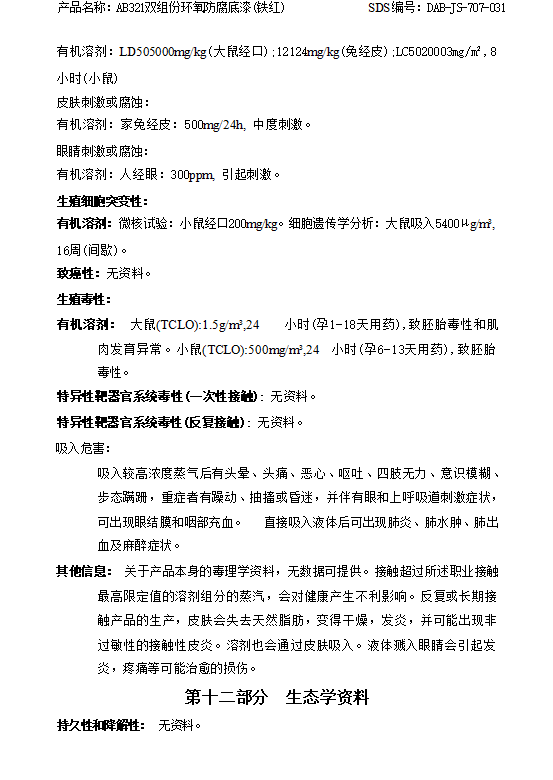 产品名称：AB321双组份环氧防腐底漆(铁红) SDS编号：DAB-JS-707-031
有机溶剂：LD505000mg/kg(大鼠经口)；12124mg/kg(兔经皮)；LC5020003mg/m³,8
小时(小鼠)
皮肤刺激或腐蚀：
有机溶剂：家兔经皮：500mg/24h, 中度刺激。
眼睛刺激或腐蚀：
有机溶剂：人经眼：300ppm, 引起刺激。
生殖细胞突变性：
有机溶剂：微核试验：小鼠经口200mg/kg。细胞遗传学分析：大鼠吸入5400μg/m³,
16周(间歇)。
致癌性：无资料。
生殖毒性：
有机溶剂： 大鼠(TCLO):1.5g/m³,24 小时(孕1-18天用药),致胚胎毒性和肌
肉发育异常。小鼠(TCLO):500mg/m³,24 小时(孕6-13天用药),致胚胎
毒性。
特异性靶器官系统毒性(一次性接触)：无资料。
特异性靶器官系统毒性(反复接触)：无资料。
吸入危害：
吸入较高浓度蒸气后有头晕、头痛、恶心、呕吐、四肢无力、意识模糊、
步态蹒跚，重症者有躁动、抽搐或昏迷，并伴有眼和上呼吸道刺激症状，
可出现眼结膜和咽部充血。 直接吸入液体后可出现肺炎、肺水肿、肺出
血及麻醉症状。
其他信息： 关于产品本身的毒理学资料，无数据可提供。接触超过所述职业接触
最高限定值的溶剂组分的蒸汽，会对健康产生不利影响。反复或长期接
触产品的生产，皮肤会失去天然脂肪，变得干燥，发炎，并可能出现非
过敏性的接触性皮炎。溶剂也会通过皮肤吸入。液体溅入眼睛会引起发
炎，疼痛等可能治愈的损伤。
第十二部分 生态学资料
持久性和降解性： 无资料。